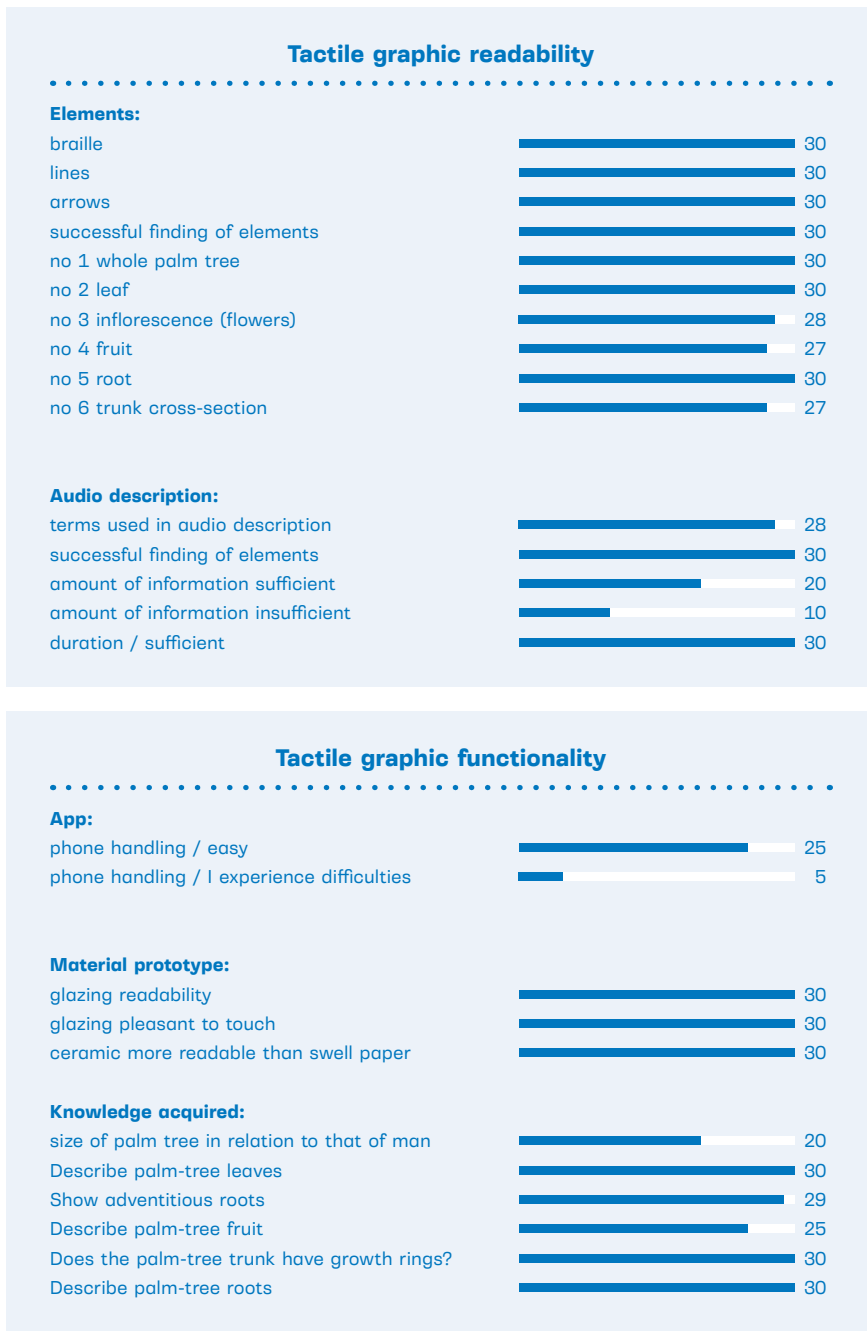 Tactile graphic readability
Elements:
braille 30
lines 30
arrows 30
successful finding of elements 30
no 1 whole palm tree 30
no 2 leaf 30
no 3 inflorescence (flowers) 28
no 4 fruit 27
no 5 root 30
no 6 trunk cross-section 27
Audio description:
terms used in audio description 28
successful finding of elements 30
amount of information sufficient 20
amount of information insufficient 10
duration / sufficient 30
Tactile graphic functionality
App:
phone handling / easy 25
phone handling / I experience difficulties 5
Material prototype:
glazing readability 30
glazing pleasant to touch 30
ceramic more readable than swell paper 30
Knowledge acquired:
size of palm tree in relation to that of man 20
Describe palm-tree leaves 30
Show adventitious roots 29
Describe palm-tree fruit 25
Does the palm-tree trunk have growth rings? 30
Describe palm-tree roots 30